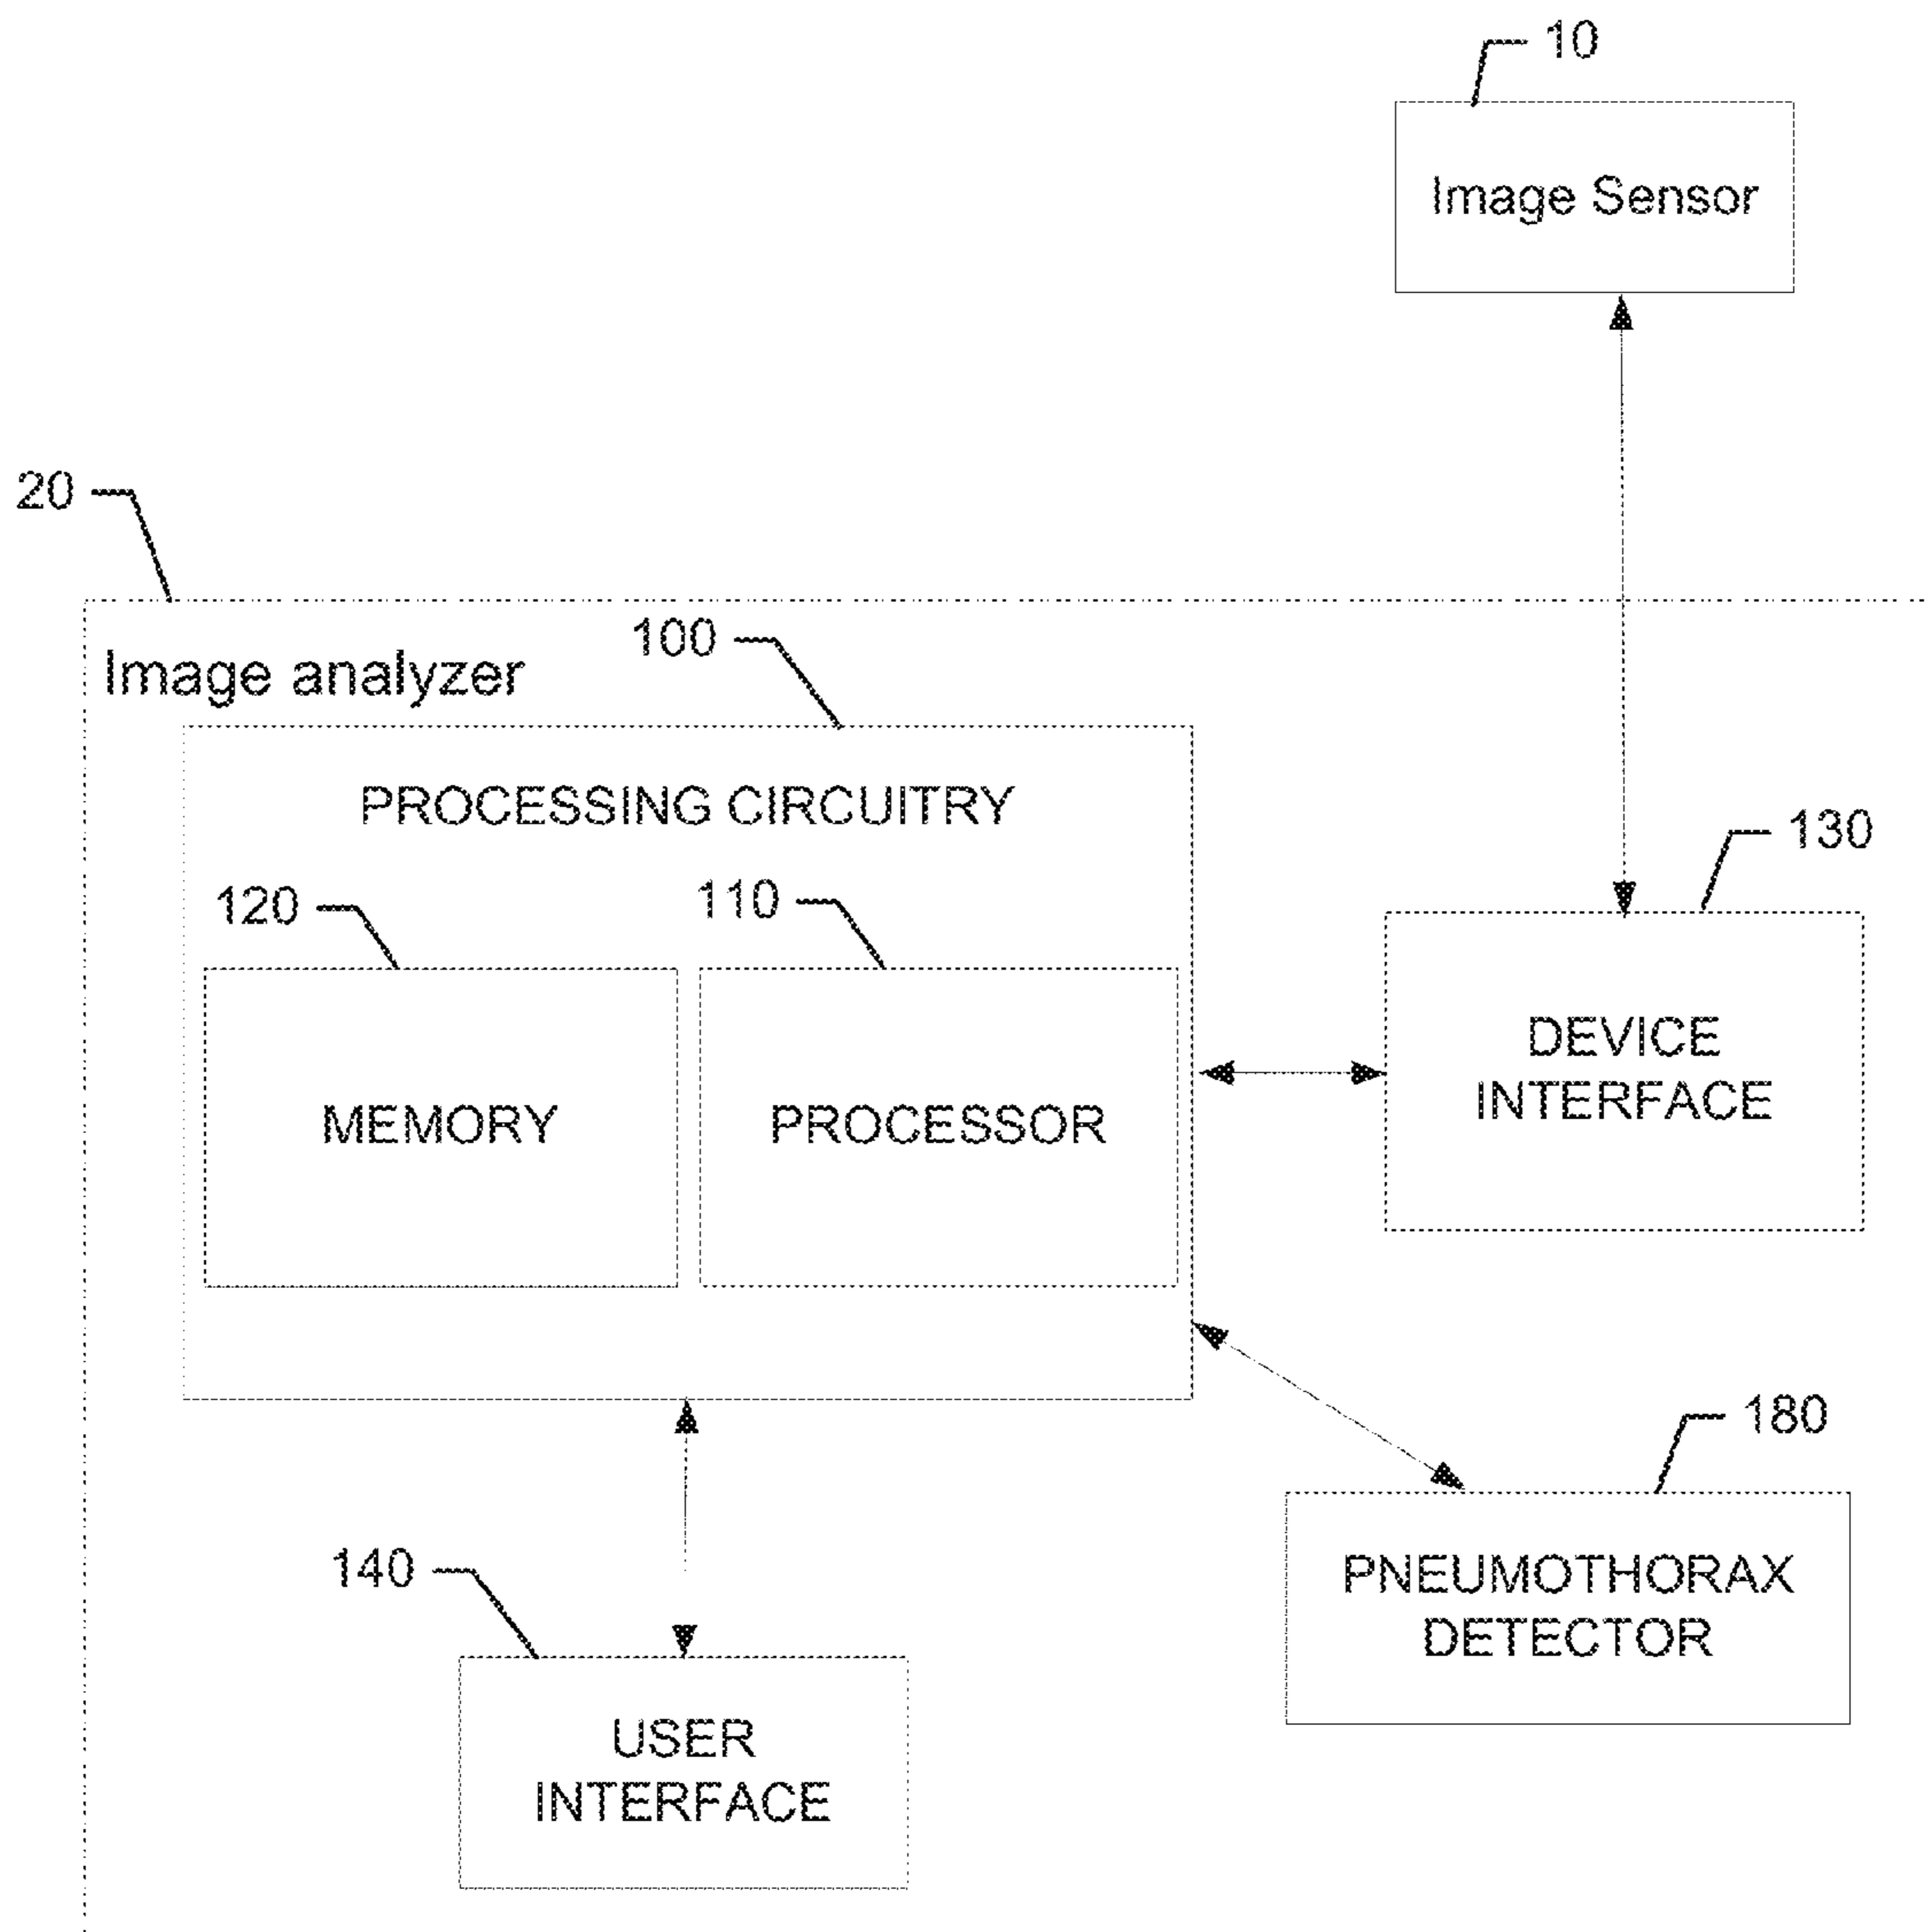 10
Image Sensor
20
100
Image analyzer
PROCESSING CIRCUITRY
130
120
110
DEVICE
INTERFACE
MEMORY
PROCESSOR
180
140
PNEUMOTHORAX
DETECTOR
USER
INTERFACE